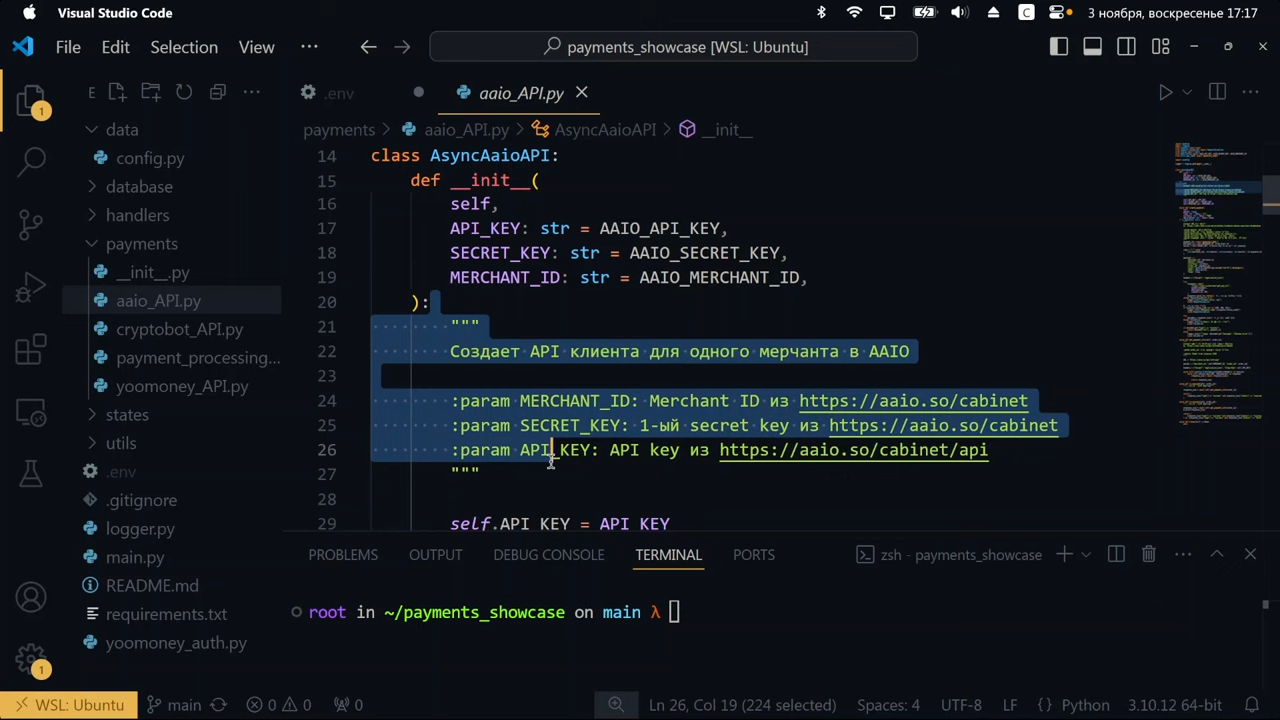 Visual Studio Code
C
3 ноября, воскресенье 17:17
File Edit Selection View ···
payments_showcase [WSL: Ubuntu]
1
E
···
data
config.py
database
handlers
payments
__init__.py
aaio_API.py
cryptobot_API.py
payment_processing...
yoomoney_API.py
states
utils
.env
.gitignore
logger.py
main.py
README.md
requirements.txt
yoomoney_auth.py
1
.env
aaio_API.py
payments > aaio_API.py > AsyncAaioAPI > __init__
14 class AsyncAaioAPI:
15 def __init__(
16 self,
17 API_KEY: str = AAIO_API_KEY,
18 SECRET_KEY: str = AAIO_SECRET_KEY,
19 MERCHANT_ID: str = AAIO_MERCHANT_ID,
20 ):
21 """
22 Создает API клиента для одного мерчанта в AAIO
23
24 :param MERCHANT_ID: Merchant ID из https://aaio.so/cabinet
25 :param SECRET_KEY: 1-ый secret key из https://aaio.so/cabinet
26 :param API_KEY: API key из https://aaio.so/cabinet/api
27 """
28
29 self.API_KEY = API_KEY
PROBLEMS OUTPUT DEBUG CONSOLE TERMINAL PORTS
zsh - payments_showcase
root in ~/payments_showcase on main λ
WSL: Ubuntu main 0 0 0 Ln 26, Col 19 (224 selected) Spaces: 4 UTF-8 LF {} Python 3.10.12 64-bit